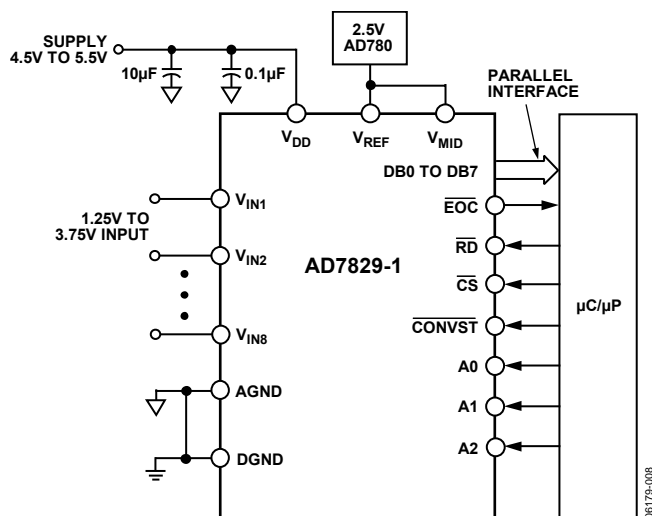 SUPPLY
4.5V TO 5.5V
10µF
0.1µF
2.5V
AD780
PARALLEL
INTERFACE
VDD
VREF
VMID
DB0 TO DB7
VIN1
1.25V TO
3.75V INPUT
VIN2
VIN8
AGND
DGND
AD7829-1
EOC
RD
CS
CONVST
A0
A1
A2
µC/µP
06179-008